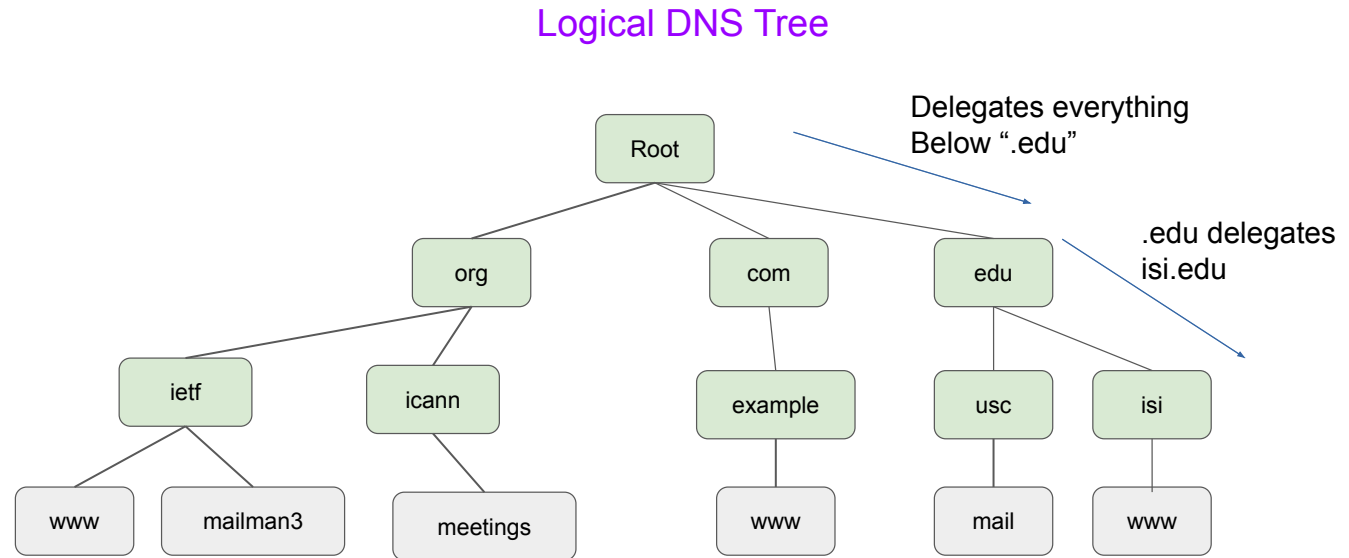 Logical DNS Tree
Delegates everything
Below “.edu”
Root
.edu delegates
isi.edu
org
com
edu
ietf
icann
example
usc
isi
www
mailman3
meetings
www
mail
www